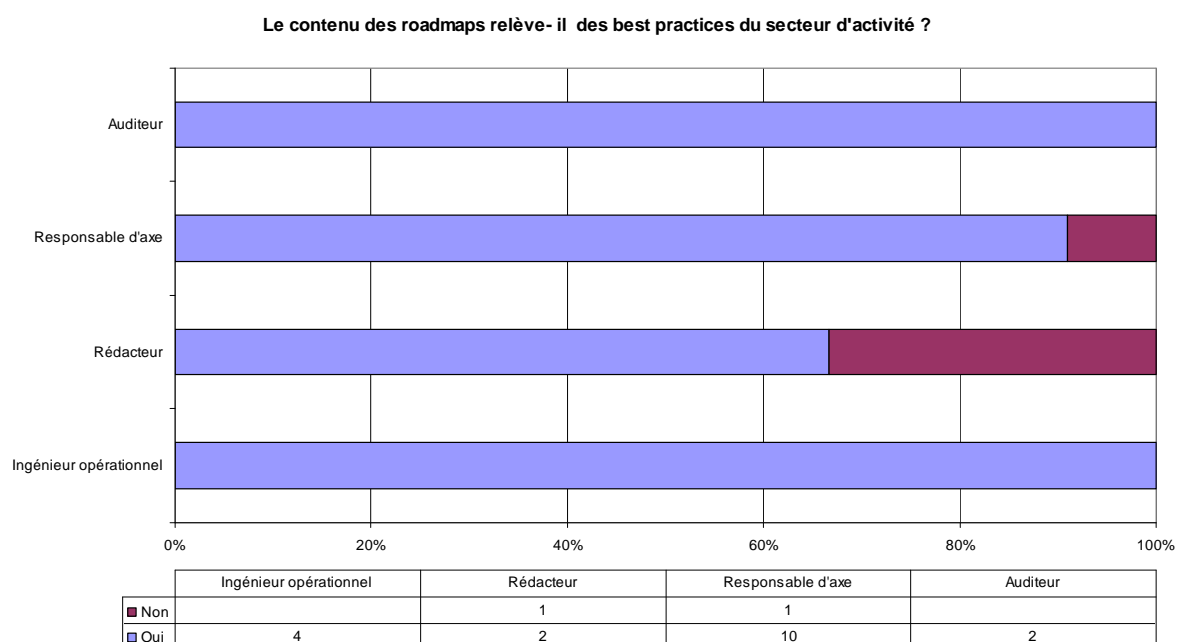 Le contenu des roadmaps relève- il des best practices du secteur d'activité ?
Auditeur
Responsable d'axe
Rédacteur
Ingénieur opérationnel
0% 20% 40% 60% 80% 100%
Ingénieur opérationnel Rédacteur Responsable d'axe Auditeur
Non 1 1
Oui 4 2 10 2